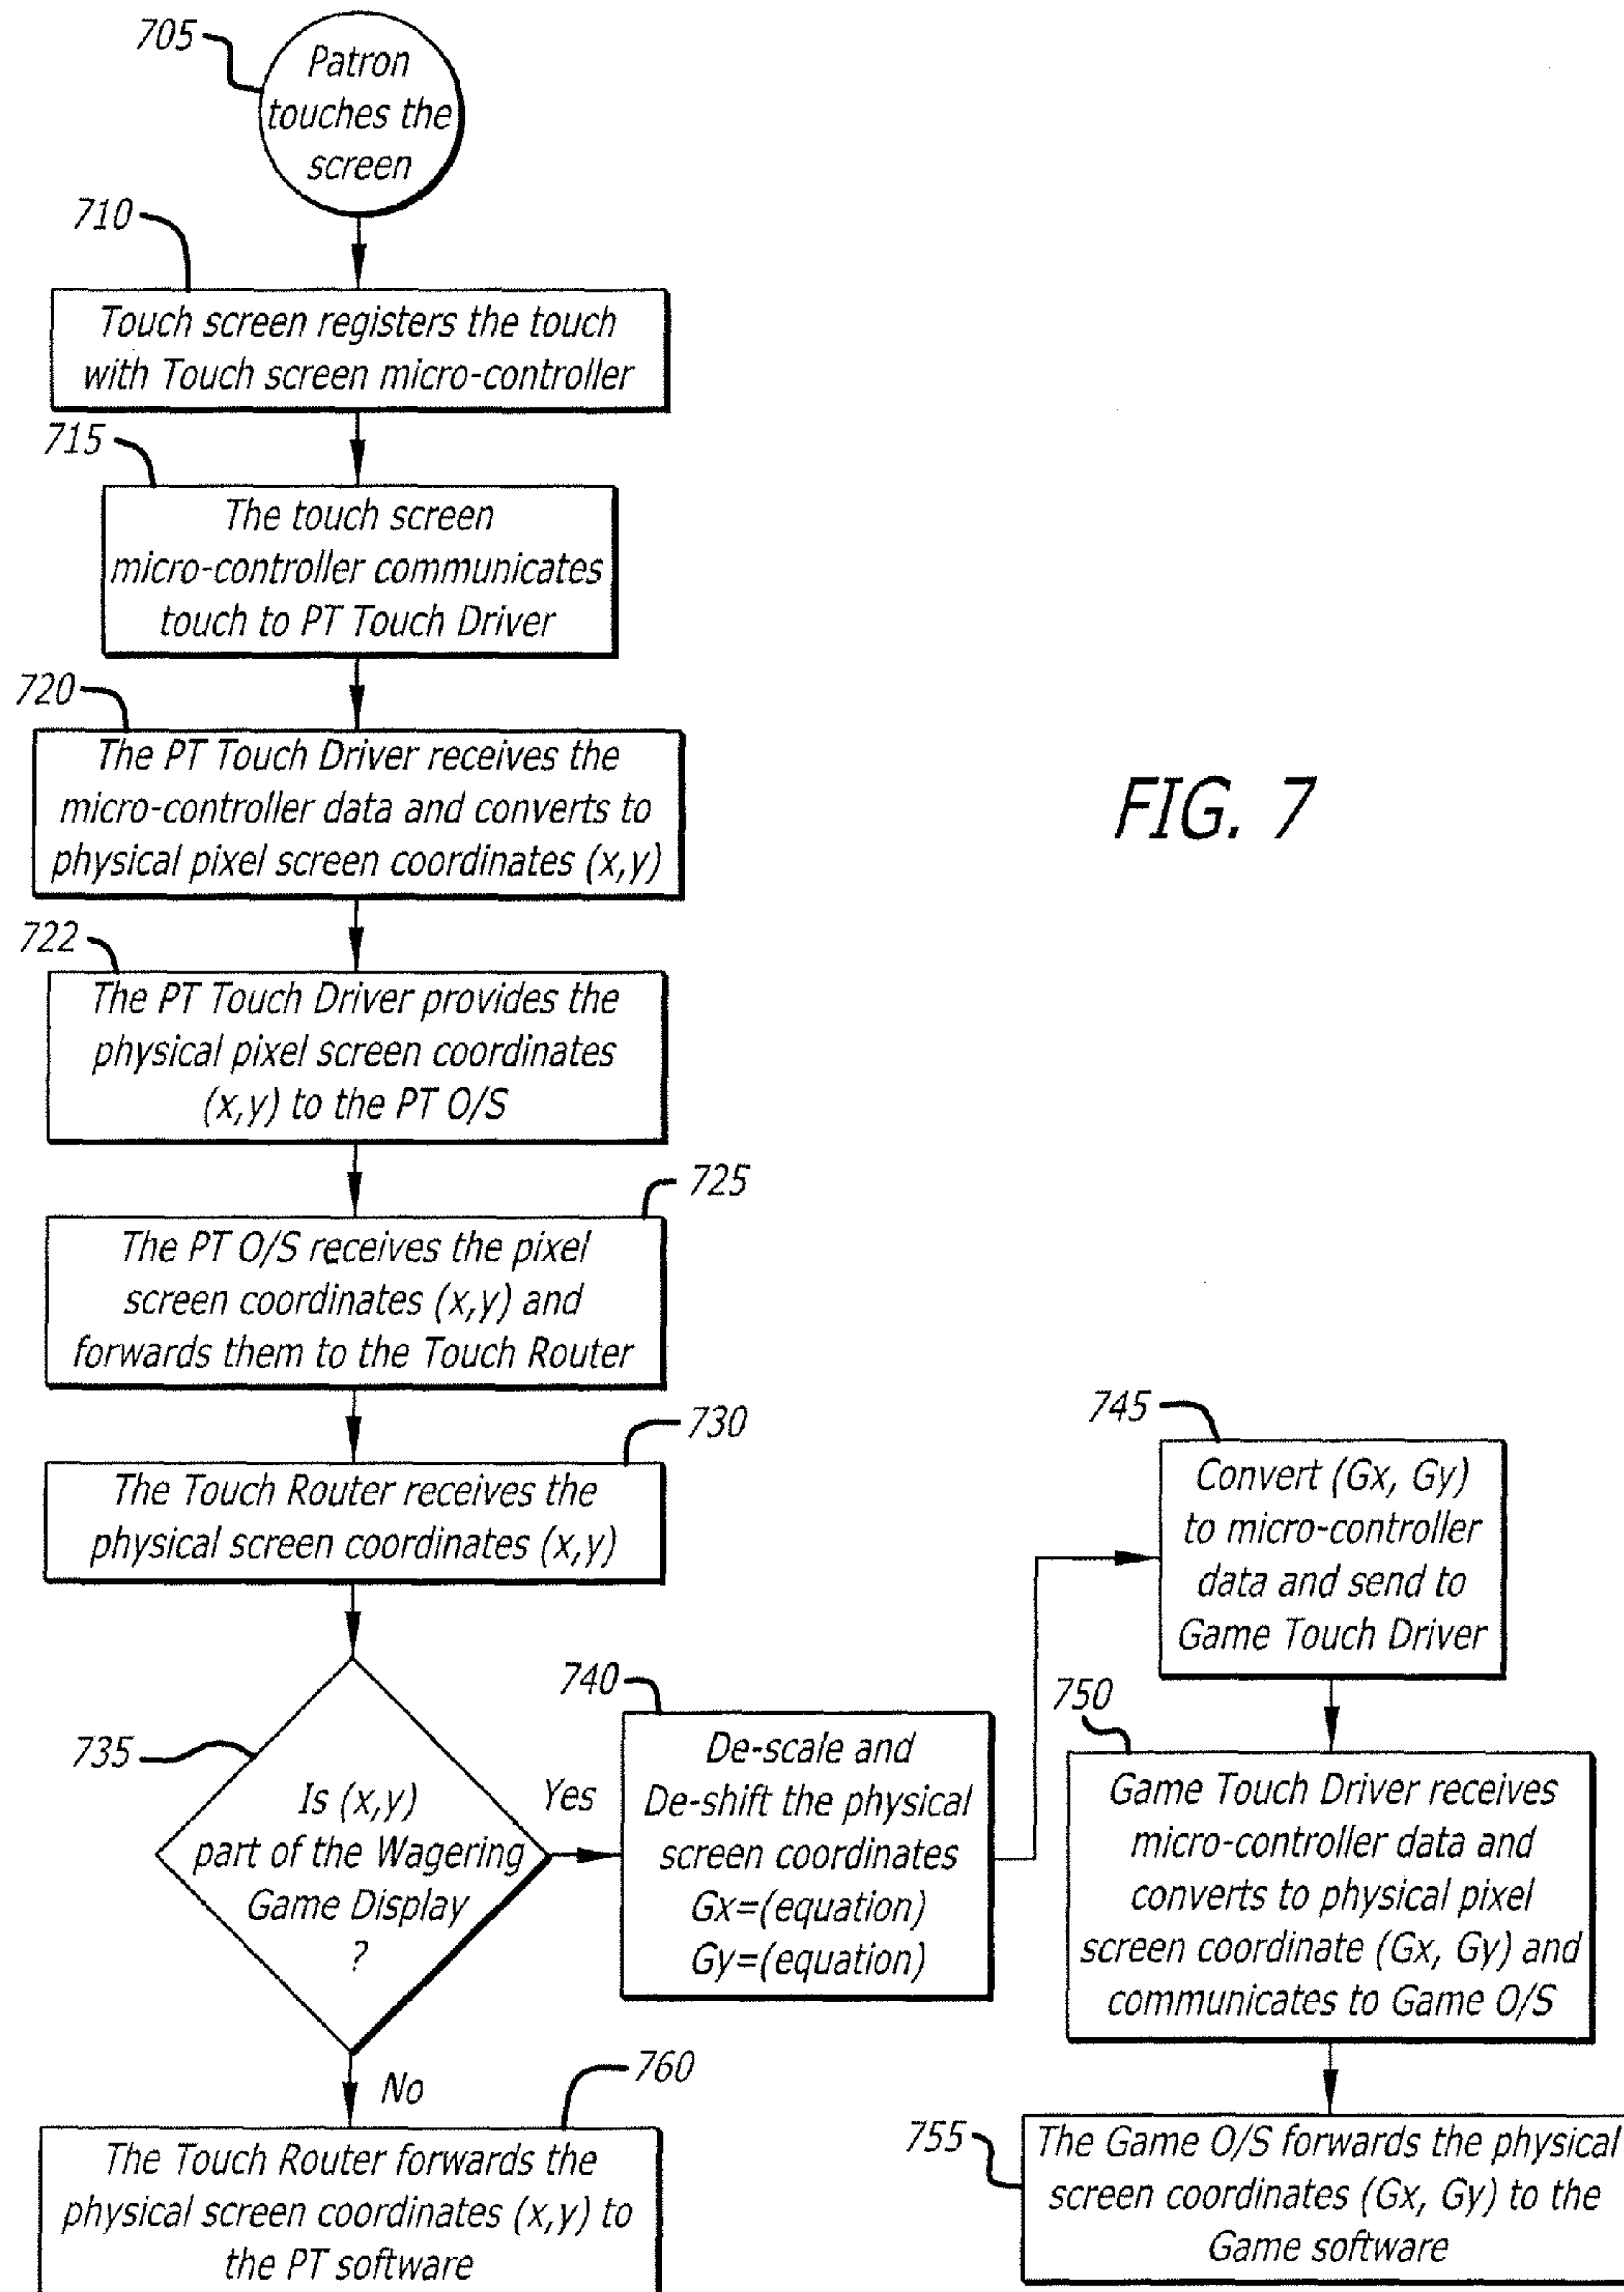 705
Patron
touches the
screen
710
Touch screen registers the touch
with Touch screen micro-controller
715
The touch screen
micro-controller communicates
touch to PT Touch Driver
720
The PT Touch Driver receives the
micro-controller data and converts to
physical pixel screen coordinates (x,y)
FIG. 7
722
The PT Touch Driver provides the
physical pixel screen coordinates
(x,y) to the PT O/S
725
The PT O/S receives the pixel
screen coordinates (x,y) and
forwards them to the Touch Router
730
The Touch Router receives the
physical screen coordinates (x,y)
735
Is (x,y)
part of the Wagering
Game Display
?
Yes
740
De-scale and
De-shift the physical
screen coordinates
Gx=(equation)
Gy=(equation)
745
Convert (Gx, Gy)
to micro-controller
data and send to
Game Touch Driver
750
Game Touch Driver receives
micro-controller data and
converts to physical pixel
screen coordinate (Gx, Gy) and
communicates to Game O/S
755
The Game O/S forwards the physical
screen coordinates (Gx, Gy) to the
Game software
No
760
The Touch Router forwards the
physical screen coordinates (x,y) to
the PT software